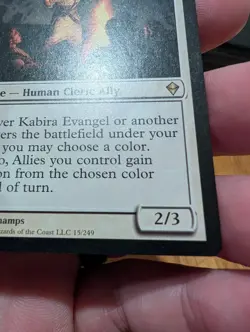 e — Human Cleric Ally
ver Kabira Evangel or another
ers the battlefield under your
you may choose a color.
o, Allies you control gain
on from the chosen color
l of turn.
2/3
hamps
ards of the Coast LLC 15/249